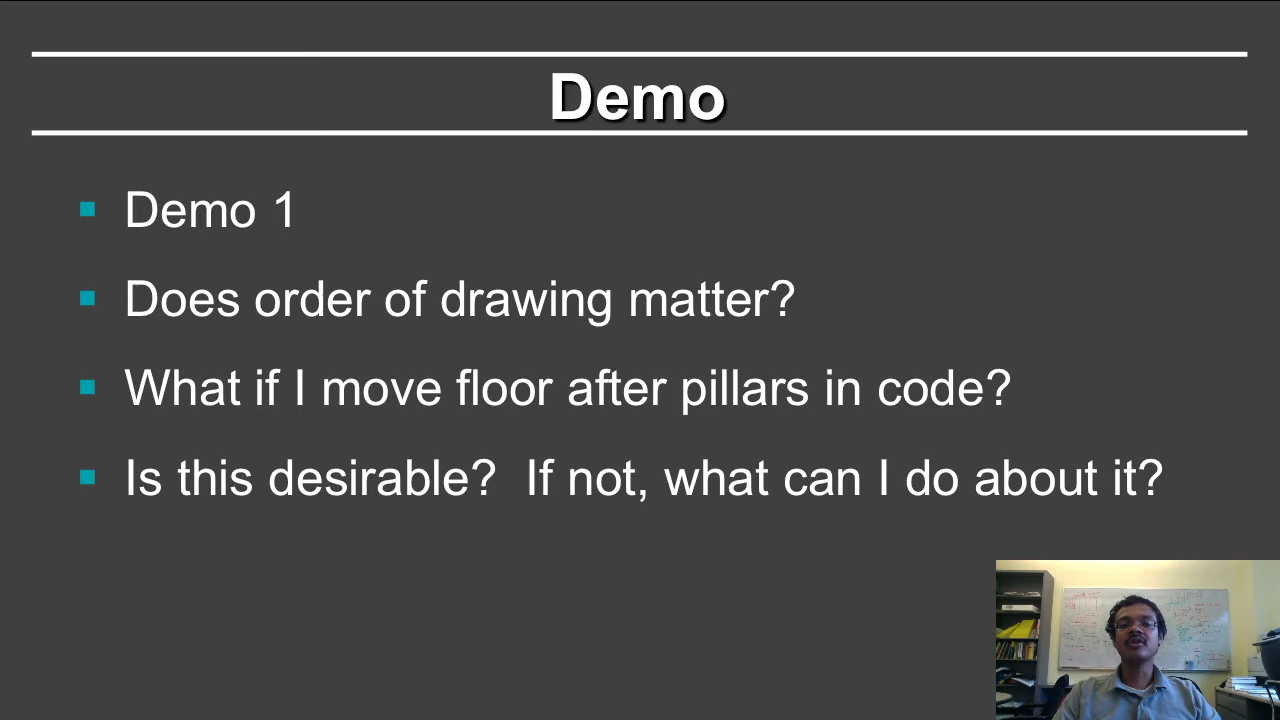 Demo
Demo 1
Does order of drawing matter?
What if I move floor after pillars in code?
Is this desirable?  If not, what can I do about it?